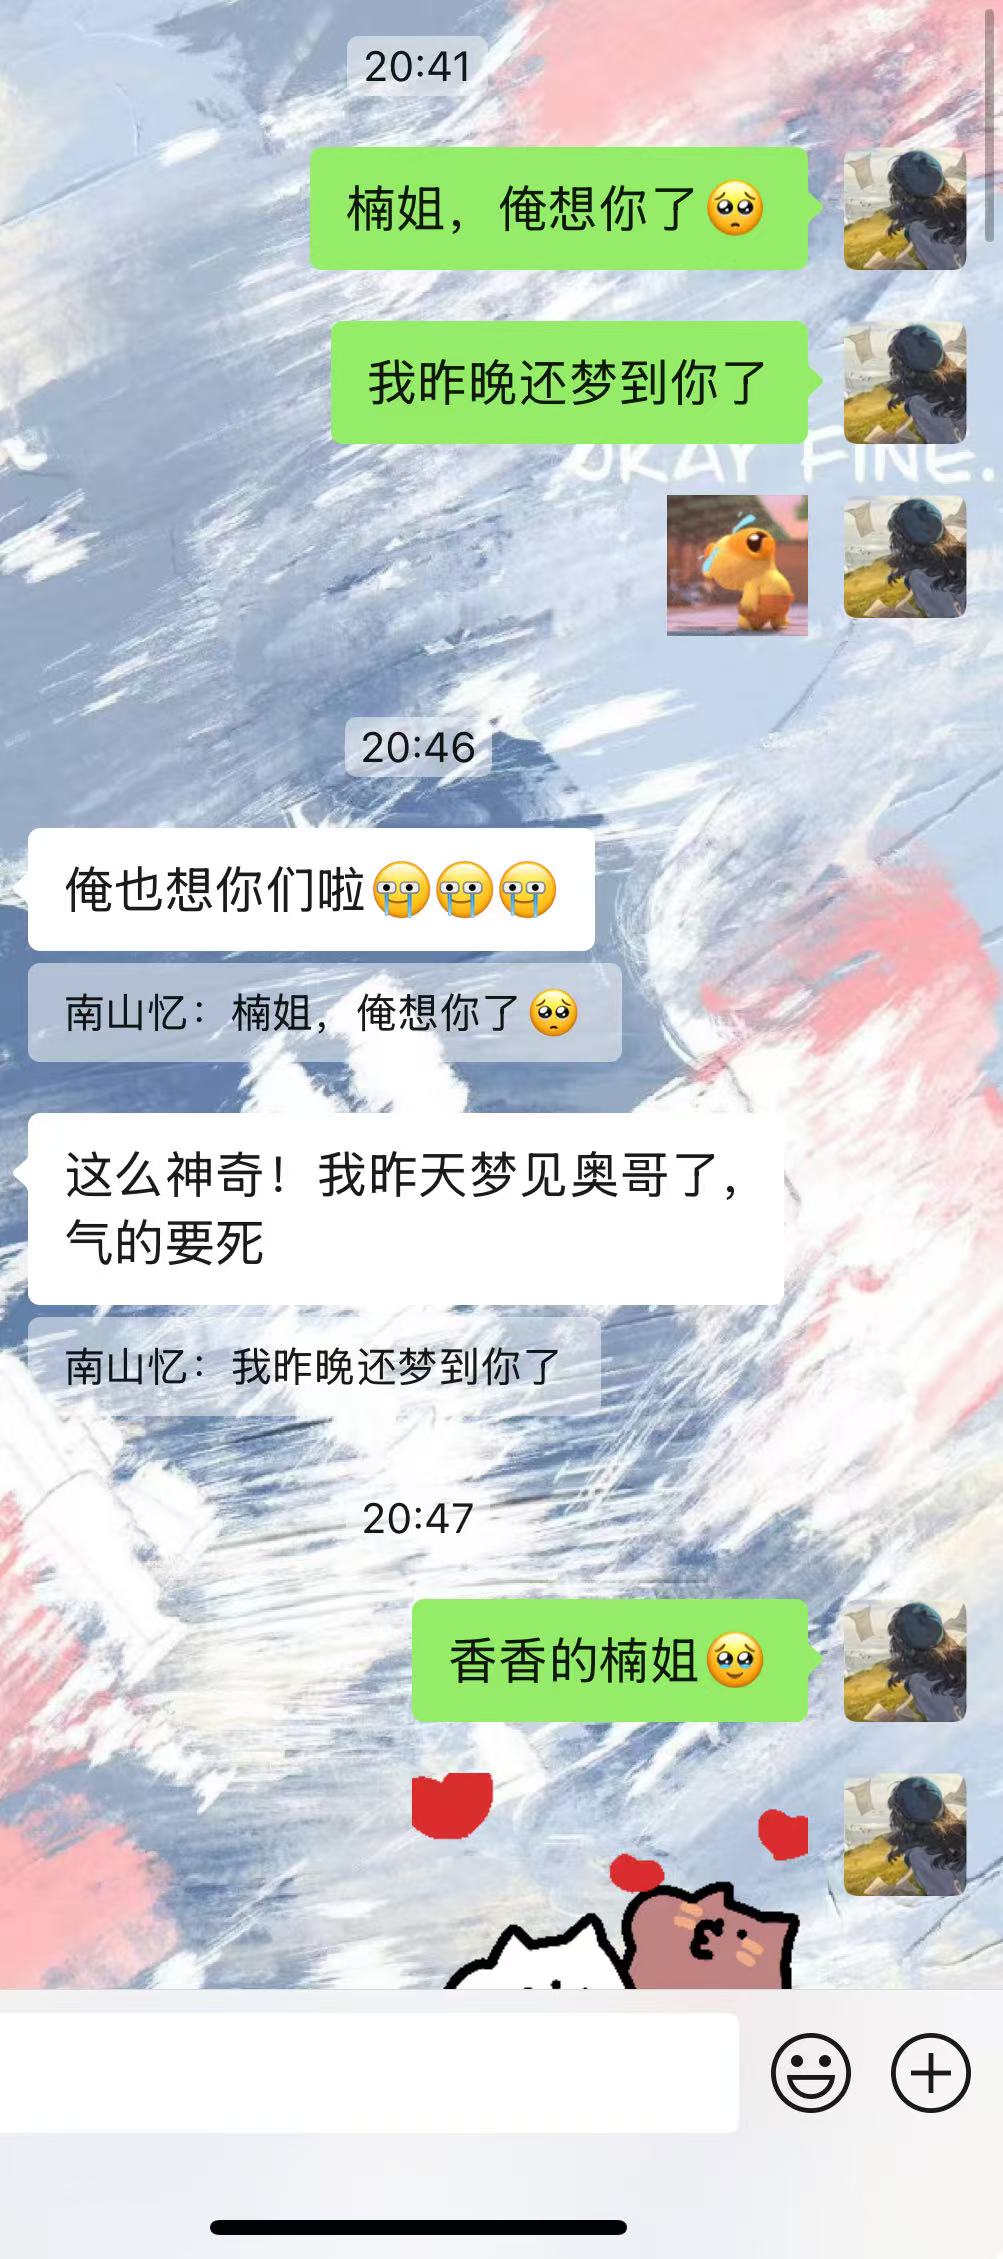 20:41
楠姐，俺想你了🥺
我昨晚还梦到你了
OKAY FINE.
20:46
俺也想你们啦😭😭😭
南山忆：楠姐，俺想你了🥺
这么神奇！我昨天梦见奥哥了，
气的要死
南山忆：我昨晚还梦到你了
20:47
香香的楠姐🥹